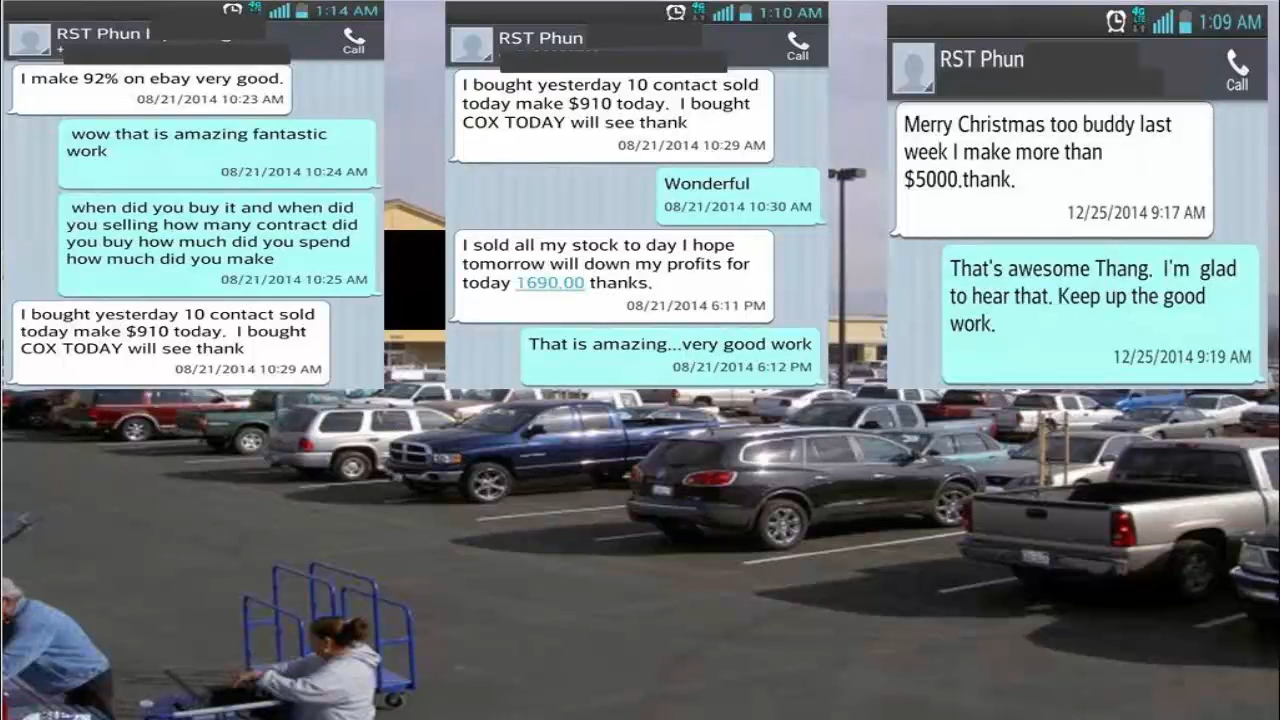 1:14 AM
RST Phun
Call
I make 92% on ebay very good.
08/21/2014 10:23 AM
wow that is amazing fantastic
work
08/21/2014 10:24 AM
when did you buy it and when did
you selling how many contract did
you buy how much did you spend
how much did you make
08/21/2014 10:25 AM
I bought yesterday 10 contact sold
today make $910 today. I bought
COX TODAY will see thank
08/21/2014 10:29 AM
4G LTE 1:10 AM
RST Phun
Call
I bought yesterday 10 contact sold
today make $910 today. I bought
COX TODAY will see thank
08/21/2014 10:29 AM
Wonderful
08/21/2014 10:30 AM
I sold all my stock to day I hope
tomorrow will down my profits for
today 1690.00 thanks.
08/21/2014 6:11 PM
That is amazing...very good work
08/21/2014 6:12 PM
4G LTE 1:09 AM
RST Phun
Call
Merry Christmas too buddy last
week I make more than
$5000.thank.
12/25/2014 9:17 AM
That's awesome Thang. I'm glad
to hear that. Keep up the good
work.
12/25/2014 9:19 AM